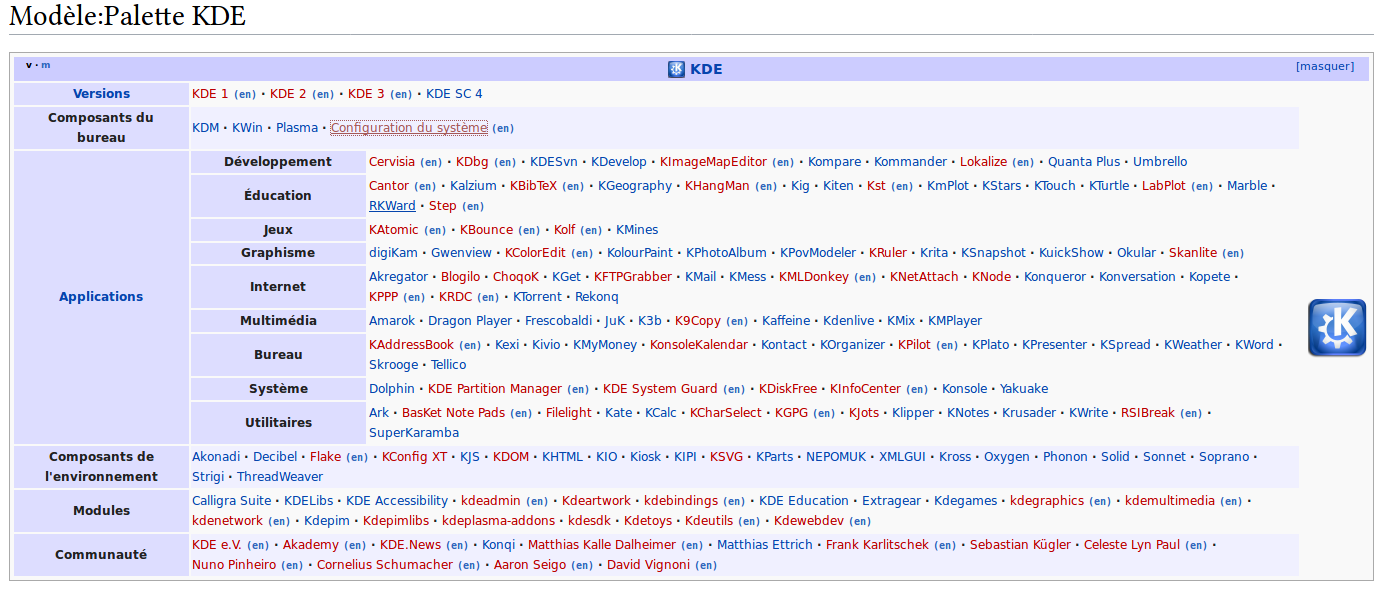 Modèle:Palette KDE
v · m
KDE
[masquer]
Versions
KDE 1 (en) · KDE 2 (en) · KDE 3 (en) · KDE SC 4
Composants du
bureau
KDM · KWin · Plasma · Configuration du système (en)
Applications
Développement
Cervisia (en) · KDbg (en) · KDESvn · KDevelop · KImageMapEditor (en) · Kompare · Kommander · Lokalize (en) · Quanta Plus · Umbrello
Éducation
Cantor (en) · Kalzium · KBibTeX (en) · KGeography · KHangMan (en) · Kig · Kiten · Kst (en) · KmPlot · KStars · KTouch · KTurtle · LabPlot (en) · Marble ·
RKWard · Step (en)
Jeux
KAtomic (en) · KBounce (en) · Kolf (en) · KMines
Graphisme
digiKam · Gwenview · KColorEdit (en) · KolourPaint · KPhotoAlbum · KPovModeler · KRuler · Krita · KSnapshot · KuickShow · Okular · Skanlite (en)
Internet
Akregator · Blogilo · ChoqoK · KGet · KFTPGrabber · KMail · KMess · KMLDonkey (en) · KNetAttach · KNode · Konqueror · Konversation · Kopete ·
KPPP (en) · KRDC (en) · KTorrent · Rekonq
Multimédia
Amarok · Dragon Player · Frescobaldi · JuK · K3b · K9Copy (en) · Kaffeine · Kdenlive · KMix · KMPlayer
Bureau
KAddressBook (en) · Kexi · Kivio · KMyMoney · KonsoleKalendar · Kontact · KOrganizer · KPilot (en) · KPlato · KPresenter · KSpread · KWeather · KWord ·
Skrooge · Tellico
Système
Dolphin · KDE Partition Manager (en) · KDE System Guard (en) · KDiskFree · KInfoCenter (en) · Konsole · Yakuake
Utilitaires
Ark · BasKet Note Pads (en) · Filelight · Kate · KCalc · KCharSelect · KGPG (en) · KJots · Klipper · KNotes · Krusader · KWrite · RSIBreak (en) ·
SuperKaramba
Composants de
l'environnement
Akonadi · Decibel · Flake (en) · KConfig XT · KJS · KDOM · KHTML · KIO · Kiosk · KIPI · KSVG · KParts · NEPOMUK · XMLGUI · Kross · Oxygen · Phonon · Solid · Sonnet · Soprano ·
Strigi · ThreadWeaver
Modules
Calligra Suite · KDELibs · KDE Accessibility · kdeadmin (en) · Kdeartwork · kdebindings (en) · KDE Education · Extragear · Kdegames · kdegraphics (en) · kdemultimedia (en) ·
kdenetwork (en) · Kdepim · Kdepimlibs · kdeplasma-addons · kdesdk · Kdetoys · Kdeutils (en) · Kdewebdev (en)
Communauté
KDE e.V. (en) · Akademy (en) · KDE.News (en) · Konqi · Matthias Kalle Dalheimer (en) · Matthias Ettrich · Frank Karlitschek (en) · Sebastian Kügler · Celeste Lyn Paul (en) ·
Nuno Pinheiro (en) · Cornelius Schumacher (en) · Aaron Seigo (en) · David Vignoni (en)